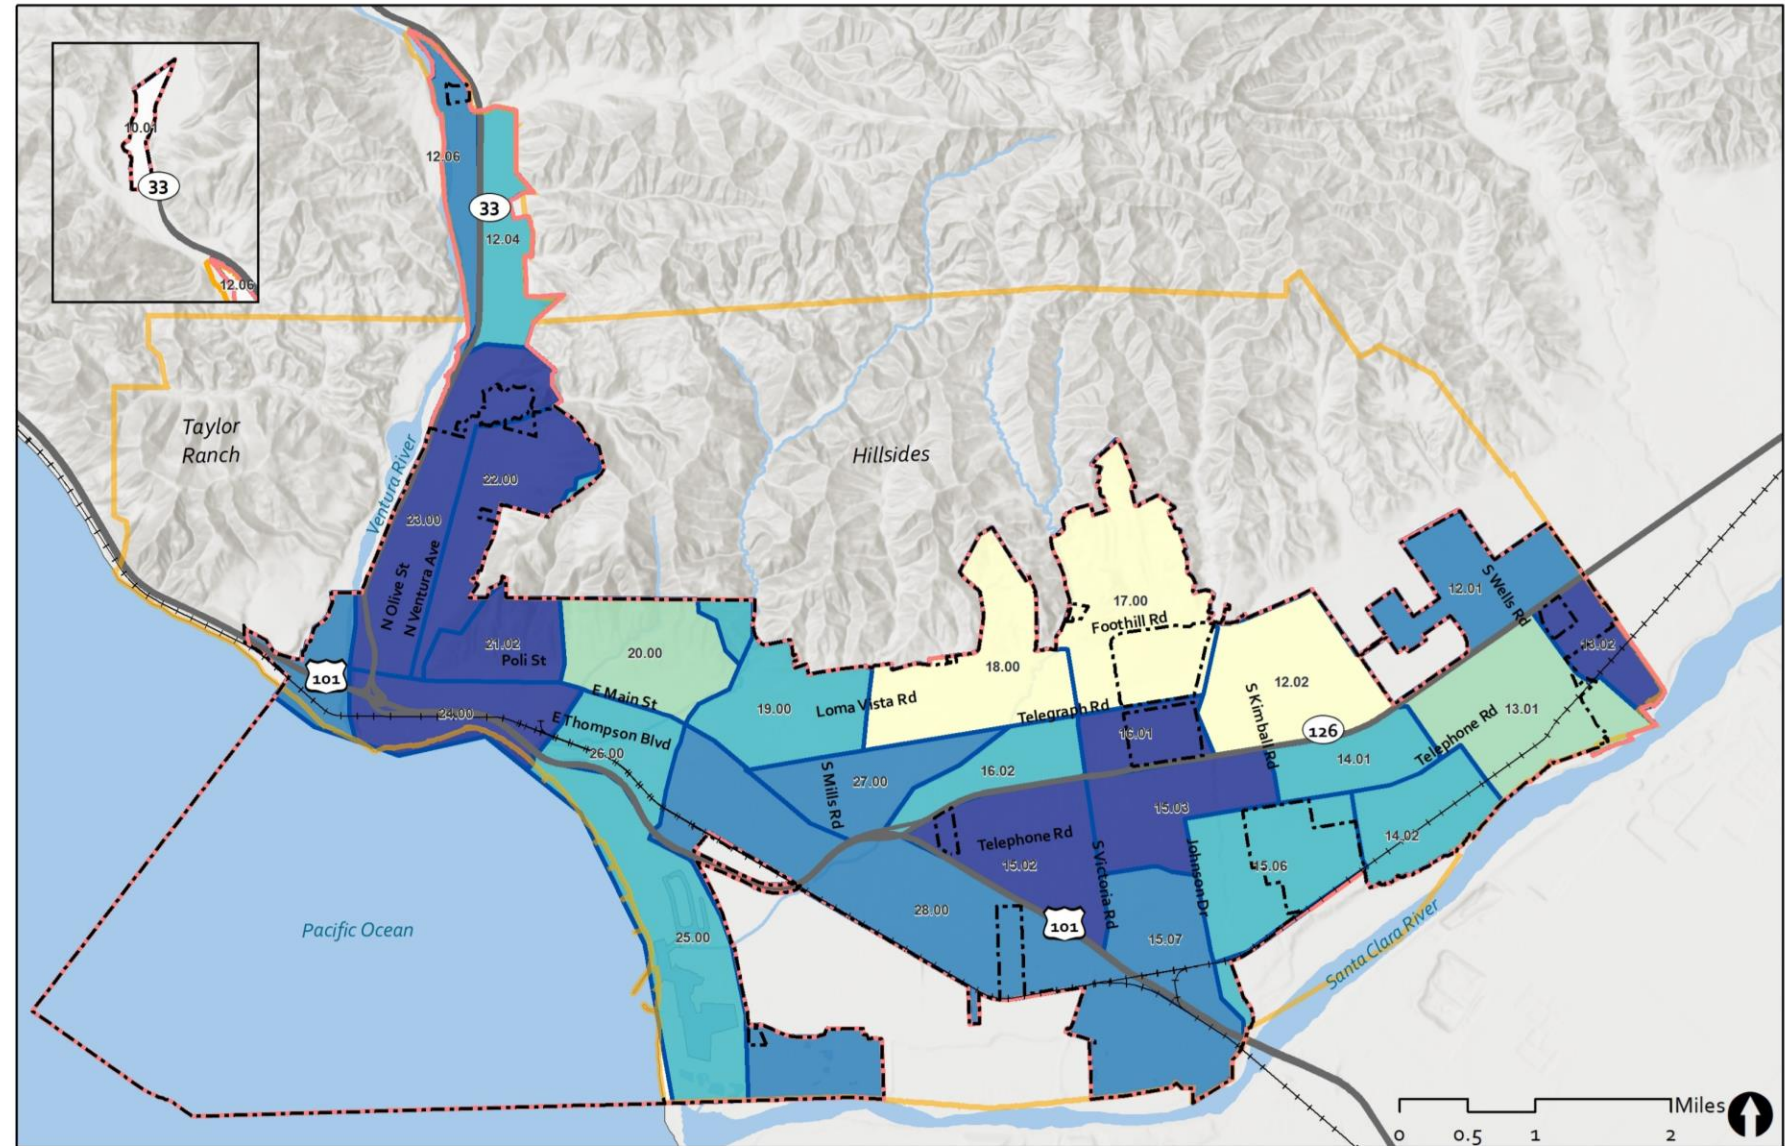 10.01
33
12.06
12.06
33
12.04
Taylor
Ranch
Hillsides
Ventura River
22.00
23.00
N Olive St
N Ventura Ave
21.02
Poli St
101
24.00
20.00
E Main St
E Thompson Blvd
26.00
19.00
Loma Vista Rd
18.00
17.00
Foothill Rd
Telegraph Rd
12.02
S Kimball Rd
12.01
S Wells Rd
13.02
13.01
Telephone Rd
126
14.01
14.02
16.01
16.02
27.00
S Mills Rd
15.03
Telephone Rd
15.02
S Victoria Rd
Johnson Dr
15.06
15.07
101
28.00
25.00
Pacific Ocean
Santa Clara River
Miles
0 0.5 1 2